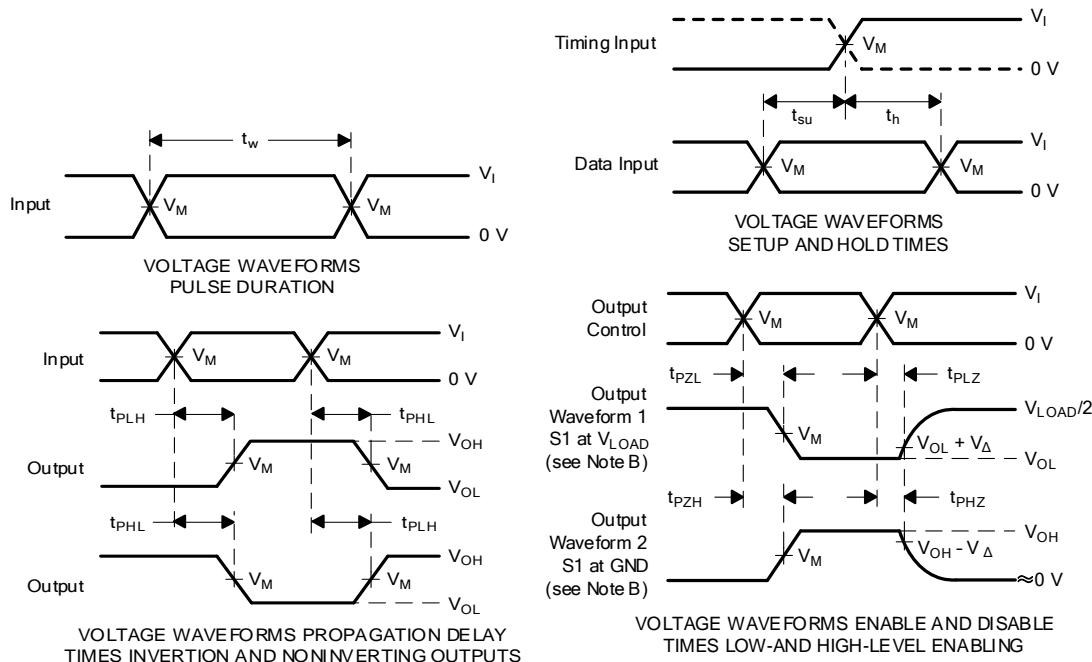 t_w
V_I
Input
V_M
V_M
0 V
VOLTAGE WAVEFORMS
PULSE DURATION
V_I
Timing Input
V_M
0 V
t_su
t_h
V_I
Data Input
V_M
V_M
0 V
VOLTAGE WAVEFORMS
SETUP AND HOLD TIMES
V_I
Input
V_M
V_M
0 V
t_PLH
t_PHL
V_OH
Output
V_M
V_M
V_OL
t_PHL
t_PLH
V_OH
Output
V_M
V_M
V_OL
VOLTAGE WAVEFORMS PROPAGATION DELAY
TIMES INVERTION AND NONINVERTING OUTPUTS
V_I
Output
Control
V_M
V_M
0 V
t_PZL
t_PLZ
Output
Waveform 1
S1 at V_LOAD
(see Note B)
V_LOAD/2
V_M
V_OL + V_Δ
V_OL
t_PZH
t_PHZ
Output
Waveform 2
S1 at GND
(see Note B)
V_OH
V_M
V_OH - V_Δ
≈0 V
VOLTAGE WAVEFORMS ENABLE AND DISABLE
TIMES LOW-AND HIGH-LEVEL ENABLING